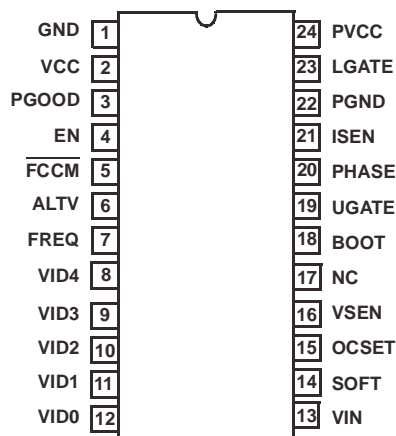 GND 1 24 PVCC
VCC 2 23 LGATE
PGOOD 3 22 PGND
EN 4 21 ISEN
FCCM 5 20 PHASE
ALTV 6 19 UGATE
FREQ 7 18 BOOT
VID4 8 17 NC
VID3 9 16 VSEN
VID2 10 15 OCSET
VID1 11 14 SOFT
VID0 12 13 VIN